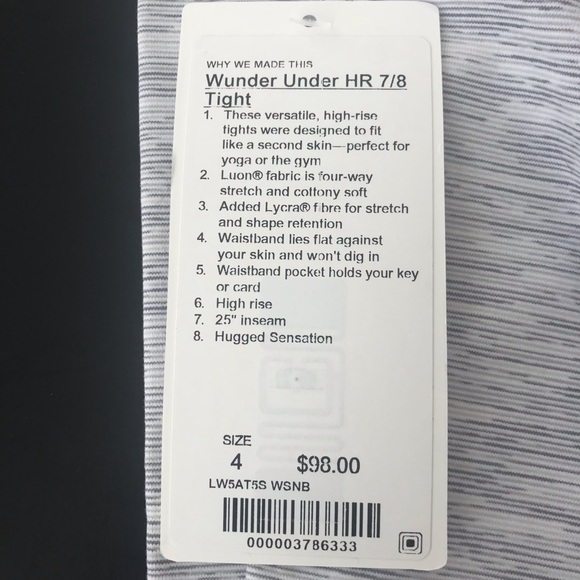 WHY WE MADE THIS
Wunder Under HR 7/8
Tight
1. These versatile, high-rise
tights were designed to fit
like a second skin—perfect for
yoga or the gym
2. Luon® fabric is four-way
stretch and cottony soft
3. Added Lycra® fibre for stretch
and shape retention
4. Waistband lies flat against
your skin and won't dig in
5. Waistband pocket holds your key
or card
6. High rise
7. 25" inseam
8. Hugged Sensation
SIZE
4 $98.00
LW5AT5S WSNB
000003786333